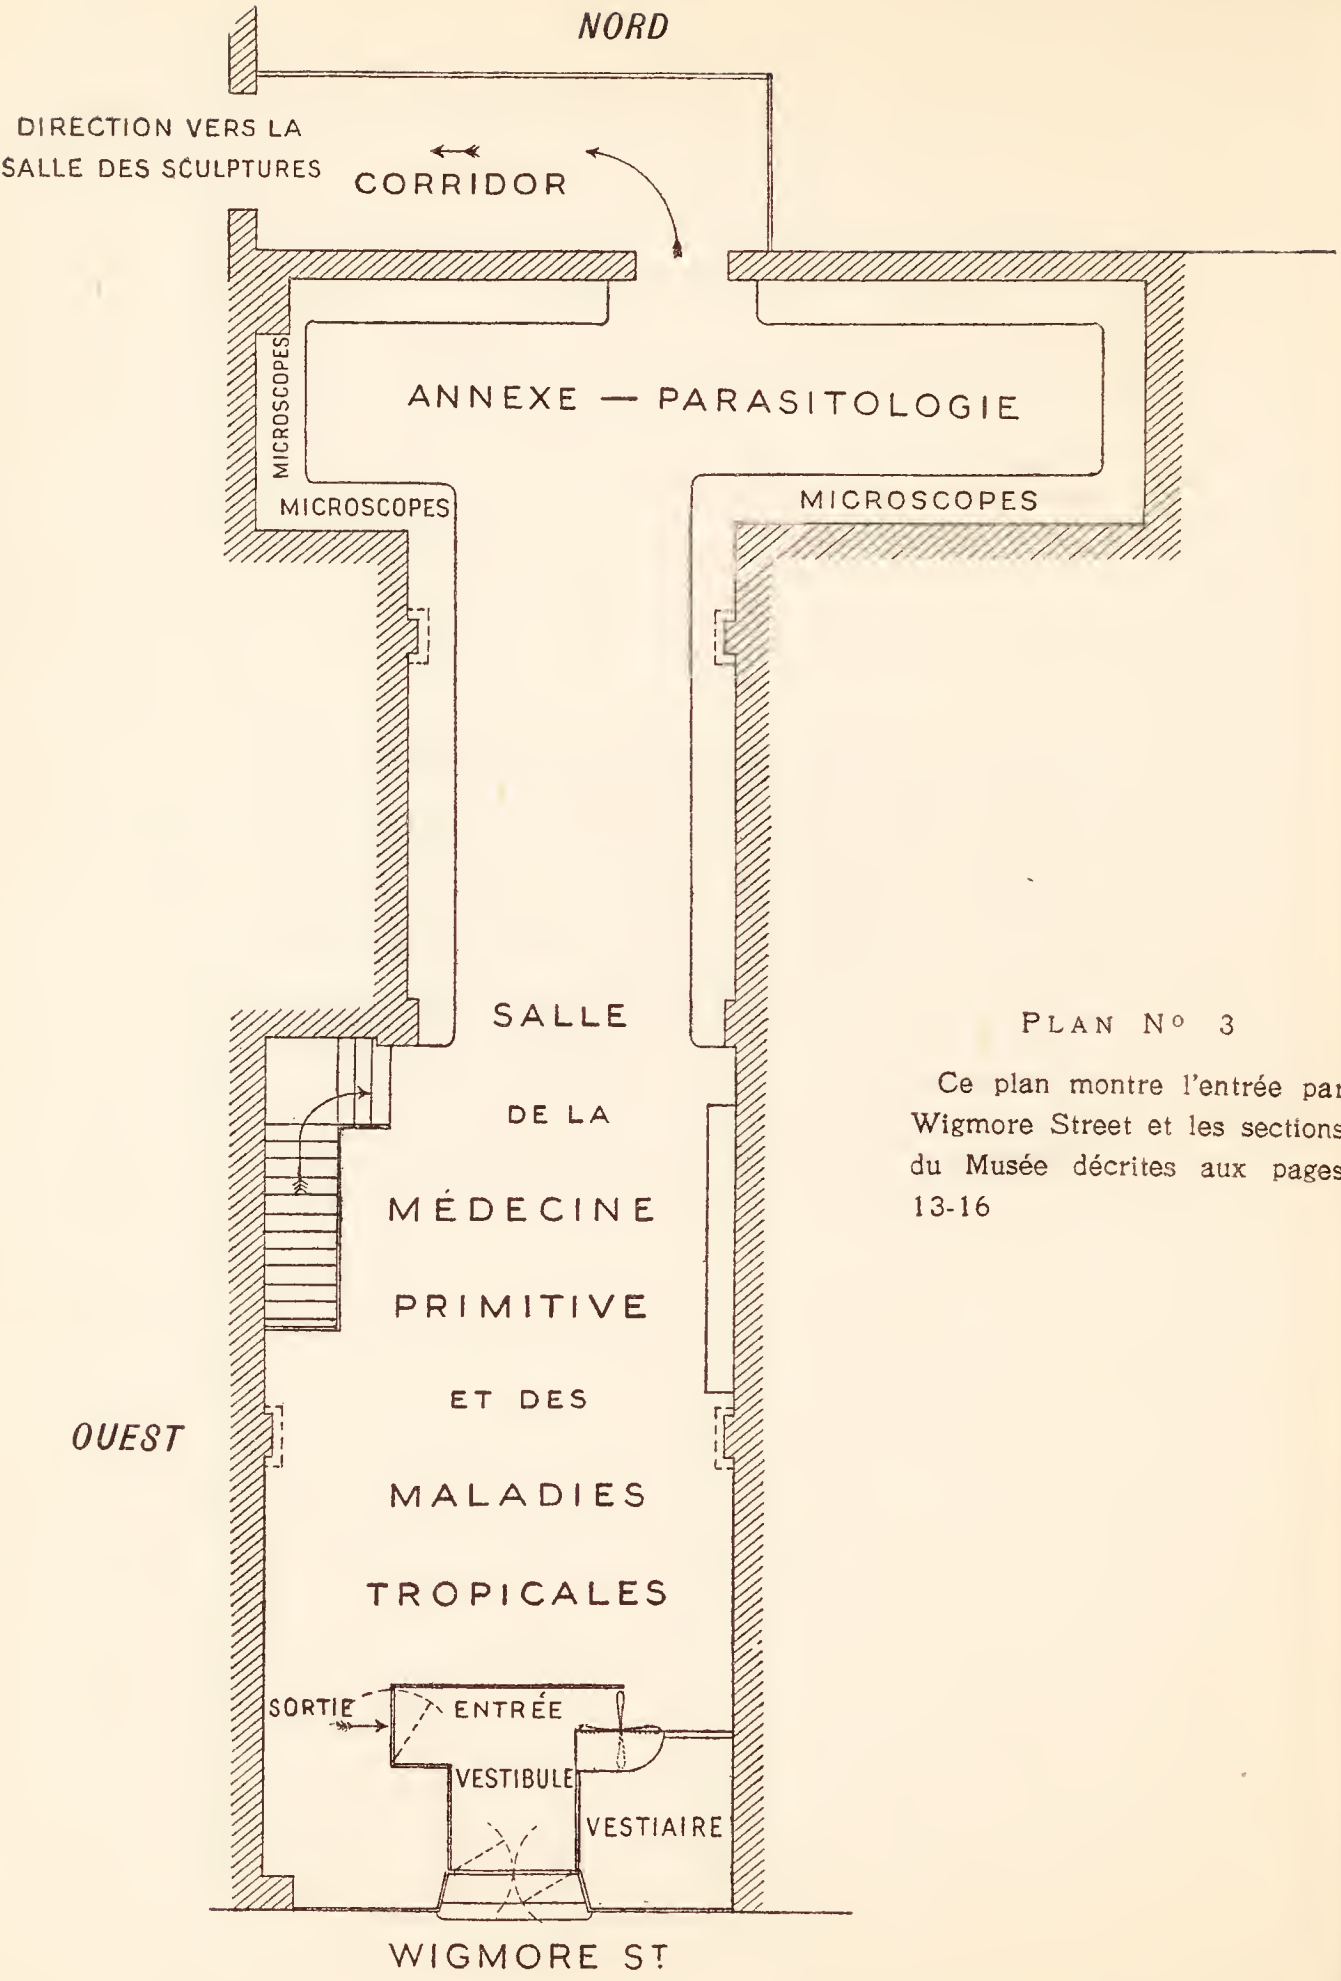 NORD
DIRECTION VERS LA
SALLE DES SCULPTURES
CORRIDOR
MICROSCOPES
ANNEXE — PARASITOLOGIE
MICROSCOPES
MICROSCOPES
SALLE
DE LA
MÉDECINE
PRIMITIVE
ET DES
MALADIES
TROPICALES
PLAN No 3
Ce plan montre l'entrée par
Wigmore Street et les sections
du Musée décrites aux pages
13-16
OUEST
SORTIE
ENTRÉE
VESTIBULE
VESTIAIRE
WIGMORE ST.